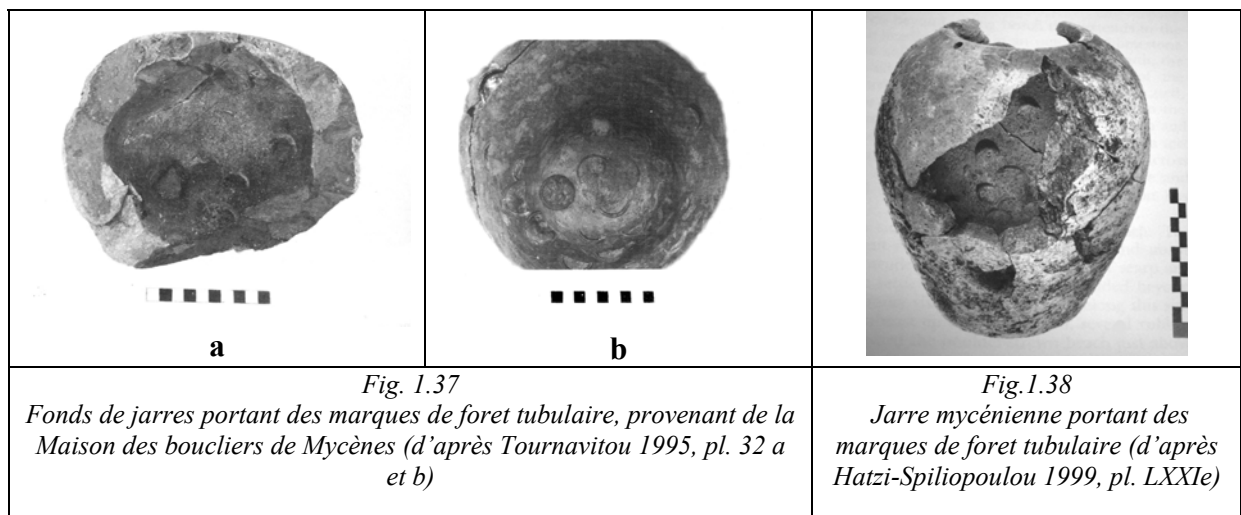 a
b
Fig. 1.37
Fonds de jarres portant des marques de foret tubulaire, provenant de la
Maison des boucliers de Mycènes (d'après Tournavitou 1995, pl. 32 a
et b)
Fig.1.38
Jarre mycénienne portant des
marques de foret tubulaire (d'après
Hatzi-Spiliopoulou 1999, pl. LXXIe)